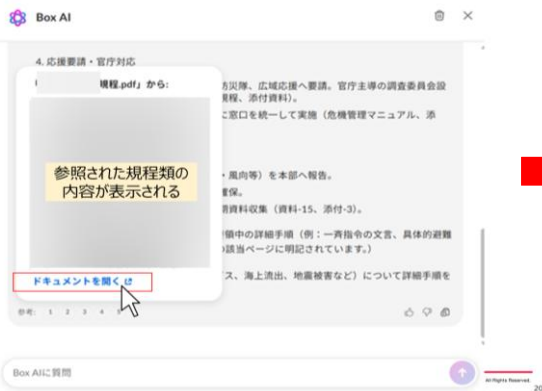 Box AI
4. 応援要請・官庁対応
規程.pdf」から:
防災隊、広域応援へ要請。官庁主導の調査委員会設
規程、添付資料)。
に窓口を統一して実施（危機管理マニュアル、添
参照された規程類の
内容が表示される
・風向等）を本部へ報告。
確保。
資料収集（資料-15、添付-3）。
領中の詳細手順（例：一斉指令の文言、具体的避難
該当ページに明記されています。）
ドキュメントを開く
ス、海上流出、地震被害など）について詳細手順を
参考: 1 2 3 4 5
Box AIに質問
All Rights Reserved.
20